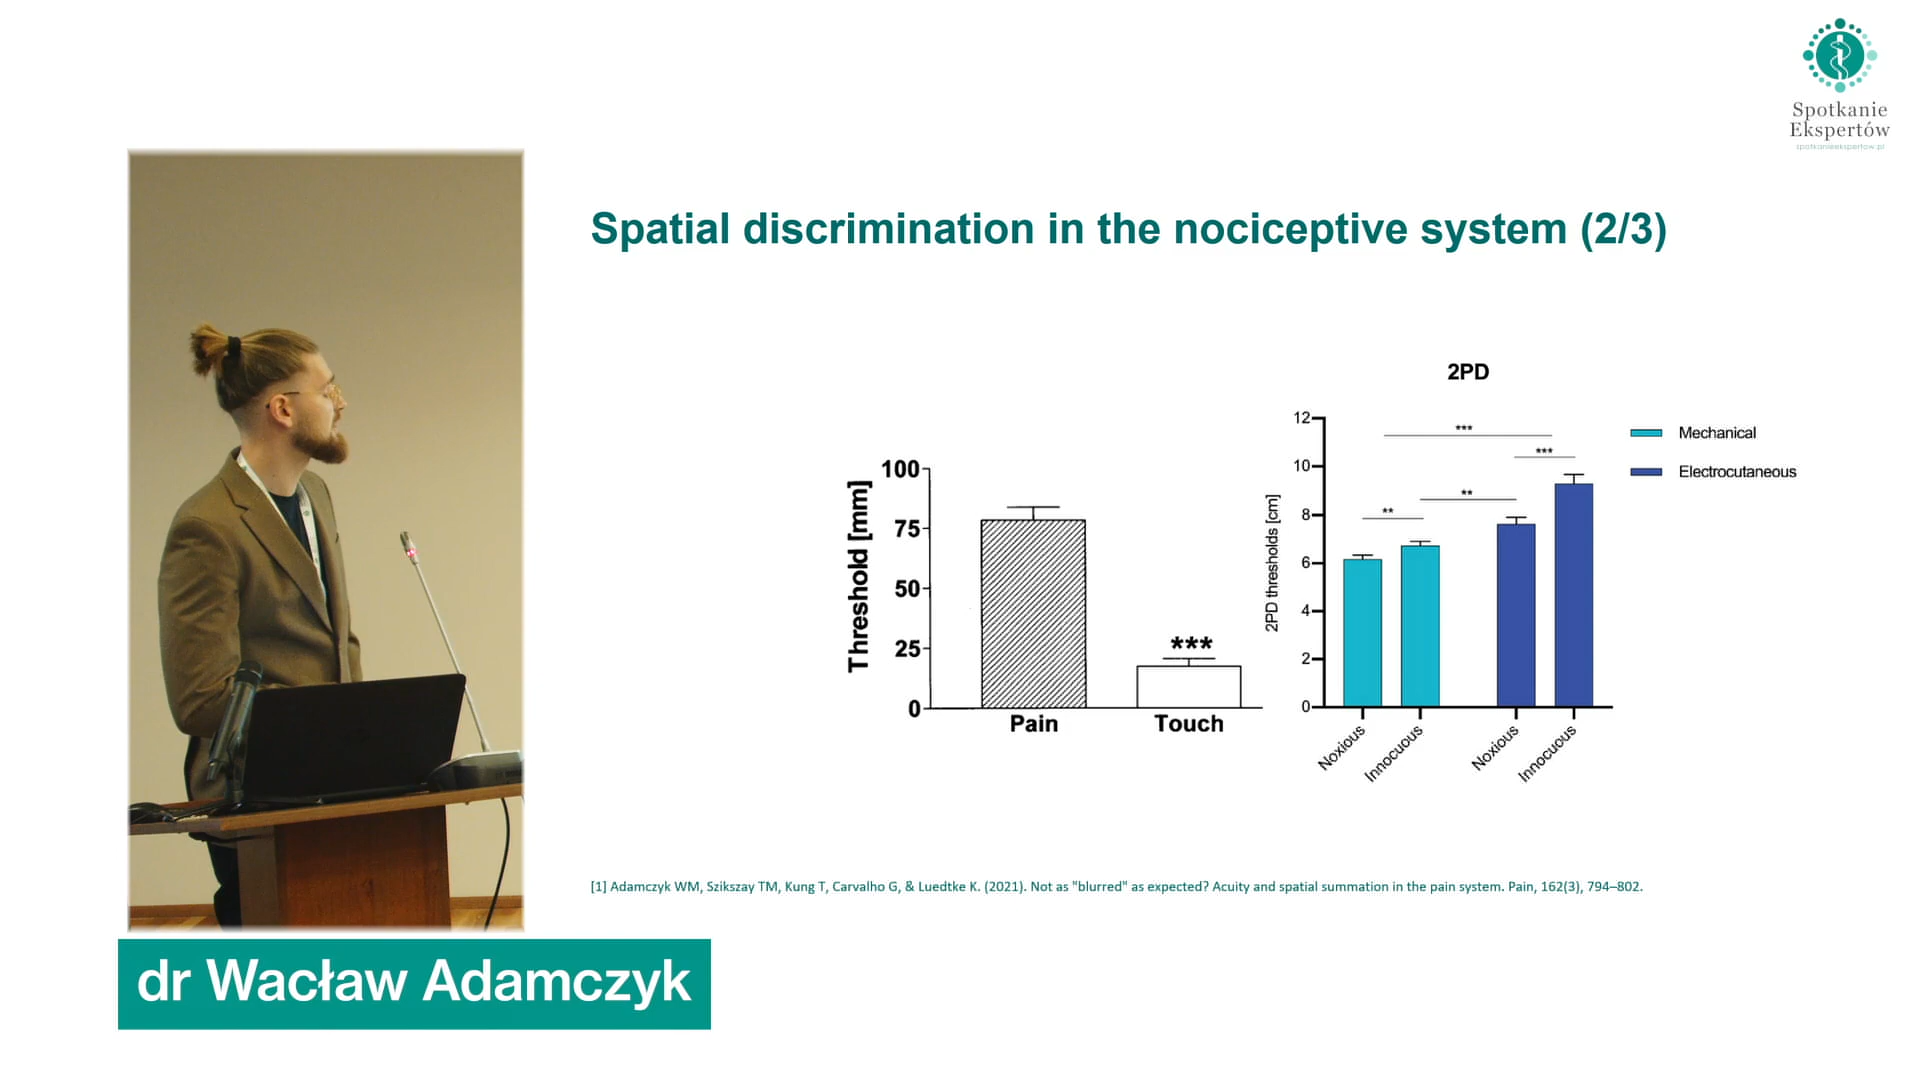 Spotkanie
Ekspertów
spotkanieekspertow.pl
Spatial discrimination in the nociceptive system (2/3)
100
75
50
25
0
Threshold [mm]
***
Pain
Touch
2PD
12
10
8
6
4
2
0
2PD thresholds [cm]
***
***
**
**
Noxious
Innocuous
Noxious
Innocuous
Mechanical
Electrocutaneous
[1] Adamczyk WM, Szikszay TM, Kung T, Carvalho G, & Luedtke K. (2021). Not as "blurred" as expected? Acuity and spatial summation in the pain system. Pain, 162(3), 794–802.
dr Wacław Adamczyk